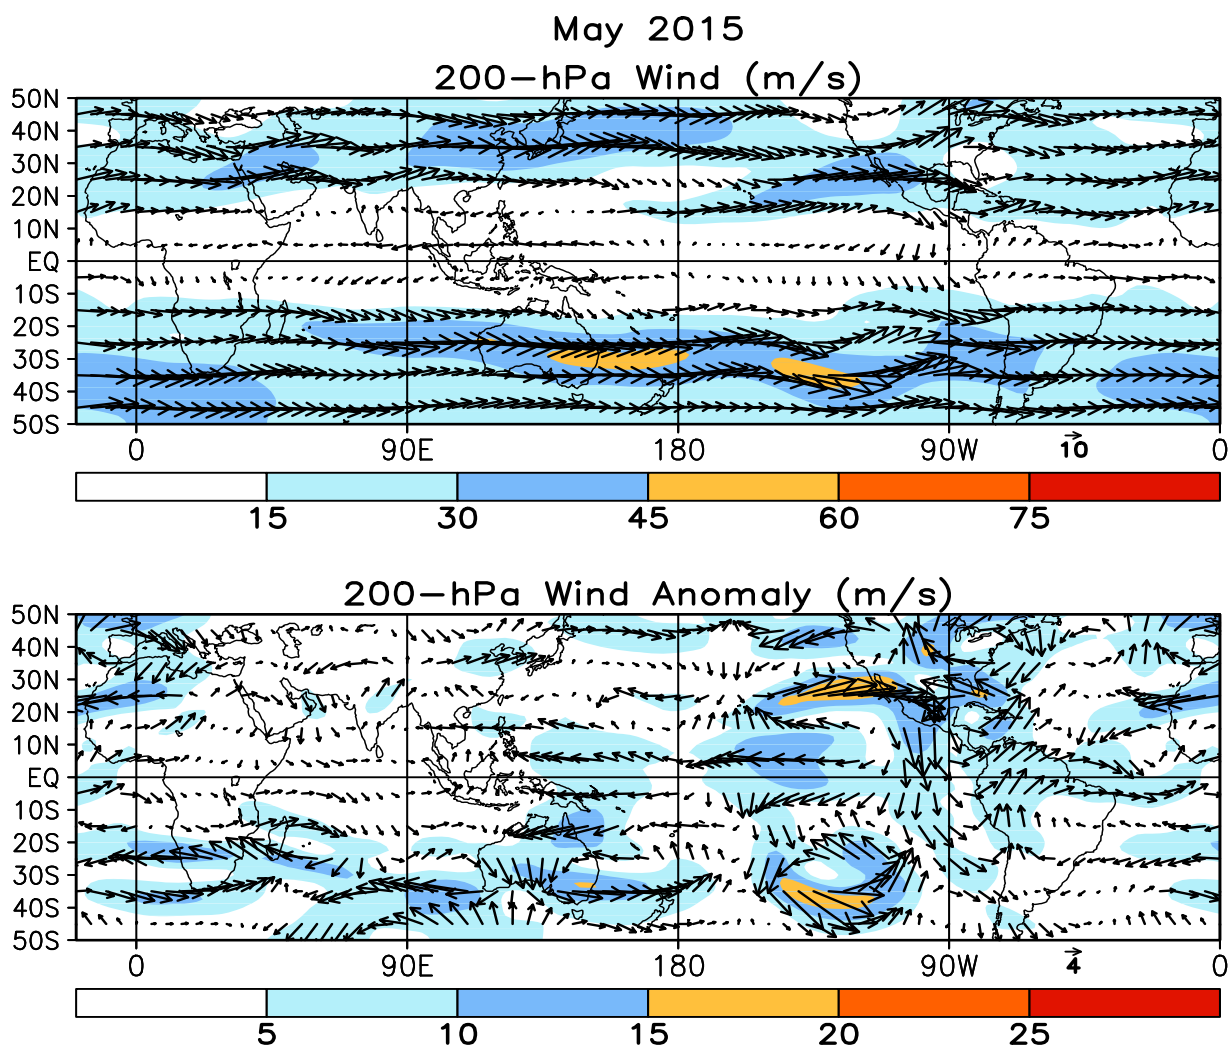 May 2015
200-hPa Wind (m/s)
50N
40N
30N
20N
10N
EQ
10S
20S
30S
40S
50S
0 90E 180 90W 10 0
15 30 45 60 75
200-hPa Wind Anomaly (m/s)
50N
40N
30N
20N
10N
EQ
10S
20S
30S
40S
50S
0 90E 180 90W 4 0
5 10 15 20 25